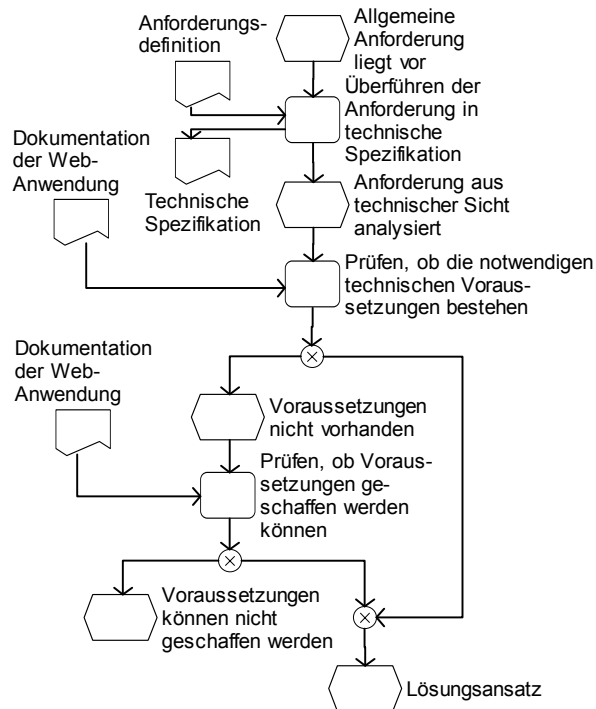 Allgemeine
Anforderung
liegt vor
Anforderungs-
definition
Überführen der
Anforderung in
technische
Spezifikation
Dokumentation
der Web-
Anwendung
Technische
Spezifikation
Anforderung aus
technischer Sicht
analysiert
Prüfen, ob die notwendigen
technischen Voraus-
setzungen bestehen
Dokumentation
der Web-
Anwendung
Voraussetzungen
nicht vorhanden
Prüfen, ob Voraus-
setzungen ge-
schaffen werden
können
Voraussetzungen
können nicht
geschaffen werden
Lösungsansatz